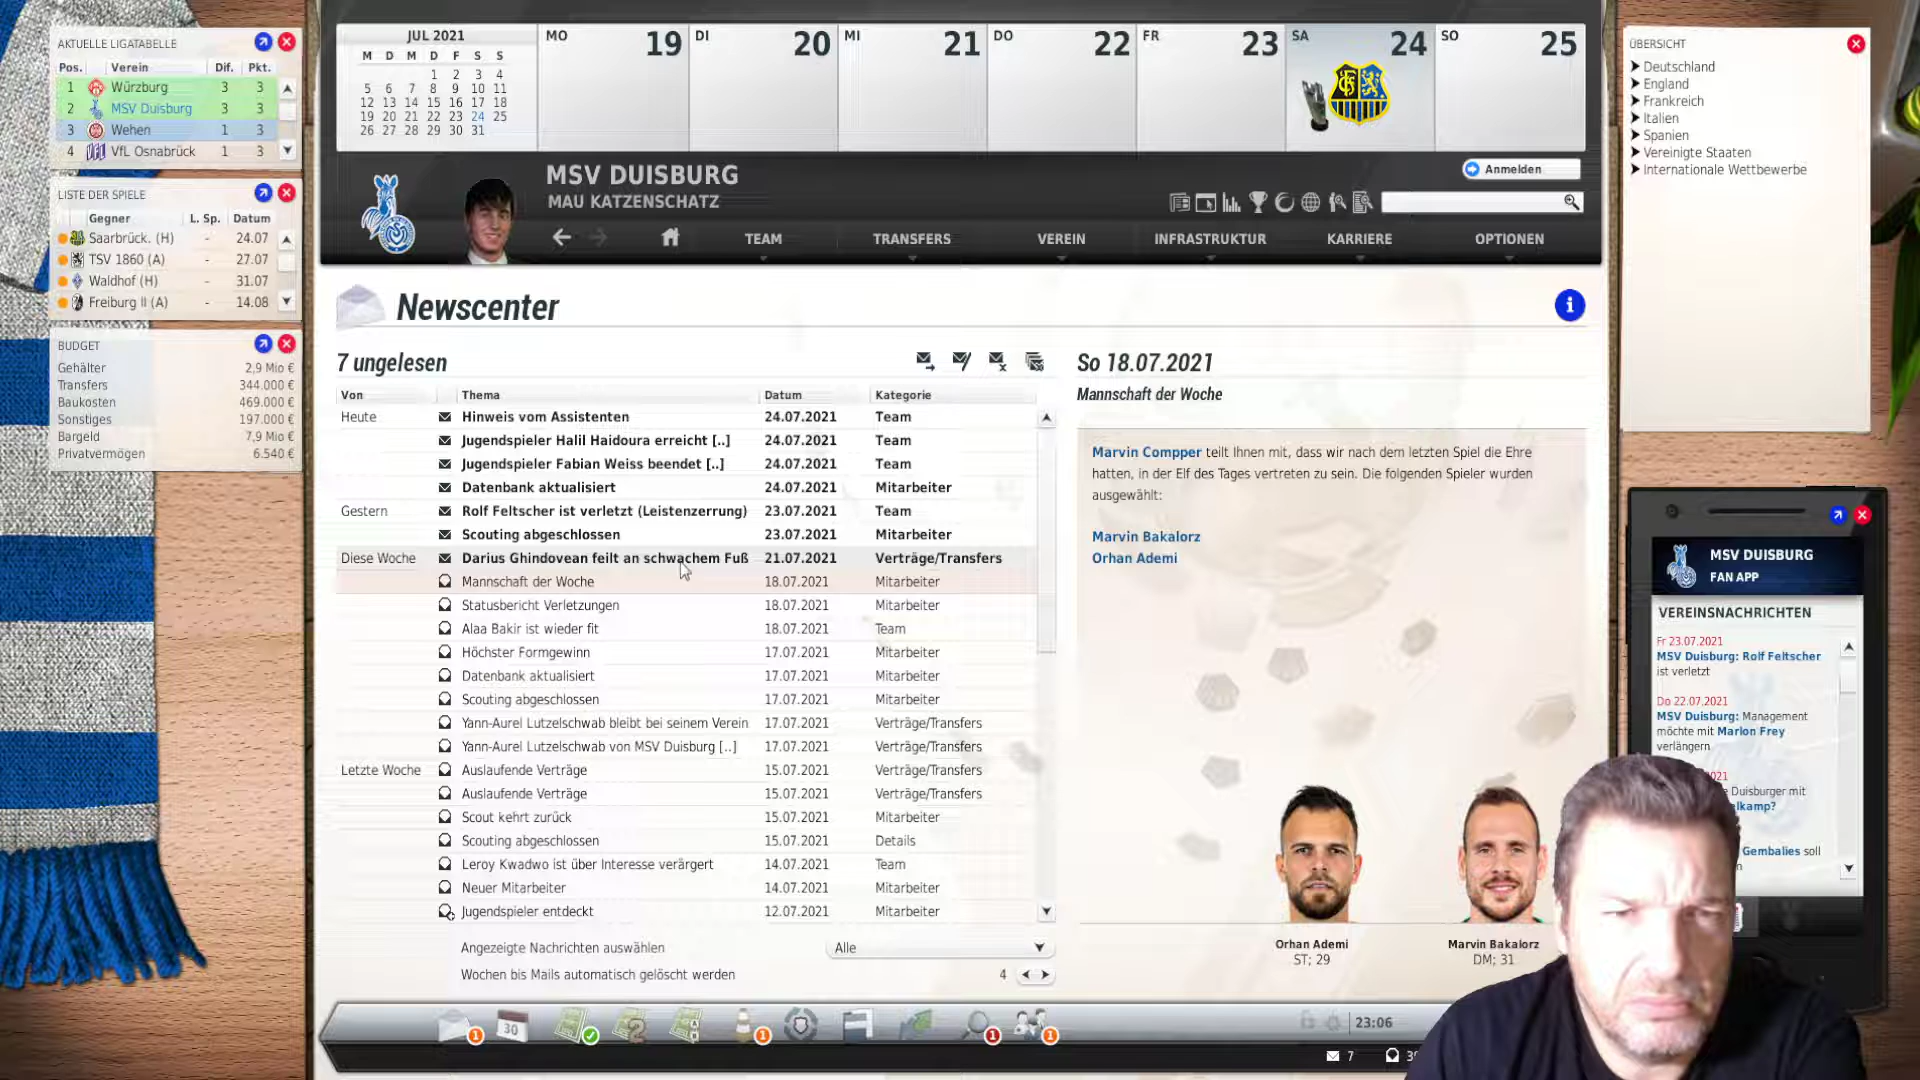 AKTUELLE LIGATABELLE
Pos. Verein Dif. Pkt.
1 Würzburg 3 3
2 MSV Duisburg 3 3
3 Wehen 1 3
4 VfL Osnabrück 1 3
LISTE DER SPIELE
Gegner L. Sp. Datum
Saarbrück. (H) - 24.07
TSV 1860 (A) - 27.07
Waldhof (H) - 31.07
Freiburg II (A) - 14.08
BUDGET
Gehälter 2,9 Mio €
Transfers 344.000 €
Baukosten 469.000 €
Sonstiges 197.000 €
Bargeld 7,9 Mio €
Privatvermögen 6.540 €
JUL 2021
M D M D F S S
1 2 3 4
5 6 7 8 9 10 11
12 13 14 15 16 17 18
19 20 21 22 23 24 25
26 27 28 29 30 31
MO 19 DI 20 MI 21 DO 22 FR 23 SA 24 SO 25
MSV DUISBURG
MAU KATZENSCHATZ
Anmelden
TEAM TRANSFERS VEREIN INFRASTRUKTUR KARRIERE OPTIONEN
Newscenter
7 ungelesen
Von Thema Datum Kategorie
Heute Hinweis vom Assistenten 24.07.2021 Team
Jugendspieler Halil Haidoura erreicht [..] 24.07.2021 Team
Jugendspieler Fabian Weiss beendet [..] 24.07.2021 Team
Datenbank aktualisiert 24.07.2021 Mitarbeiter
Gestern Rolf Feltscher ist verletzt (Leistenzerrung) 23.07.2021 Team
Scouting abgeschlossen 23.07.2021 Mitarbeiter
Diese Woche Darius Ghindovean feilt an schwachem Fuß 21.07.2021 Verträge/Transfers
Mannschaft der Woche 18.07.2021 Mitarbeiter
Statusbericht Verletzungen 18.07.2021 Mitarbeiter
Alaa Bakir ist wieder fit 18.07.2021 Team
Höchster Formgewinn 17.07.2021 Mitarbeiter
Datenbank aktualisiert 17.07.2021 Mitarbeiter
Scouting abgeschlossen 17.07.2021 Mitarbeiter
Yann-Aurel Lutzelschwab bleibt bei seinem Verein 17.07.2021 Verträge/Transfers
Yann-Aurel Lutzelschwab von MSV Duisburg [..] 17.07.2021 Verträge/Transfers
Letzte Woche Auslaufende Verträge 15.07.2021 Verträge/Transfers
Auslaufende Verträge 15.07.2021 Verträge/Transfers
Scout kehrt zurück 15.07.2021 Mitarbeiter
Scouting abgeschlossen 15.07.2021 Details
Leroy Kwadwo ist über Interesse verärgert 14.07.2021 Team
Neuer Mitarbeiter 14.07.2021 Mitarbeiter
Jugendspieler entdeckt 12.07.2021 Mitarbeiter
Angezeigte Nachrichten auswählen Alle
Wochen bis Mails automatisch gelöscht werden 4
So 18.07.2021
Mannschaft der Woche
Marvin Compper teilt Ihnen mit, dass wir nach dem letzten Spiel die Ehre
hatten, in der Elf des Tages vertreten zu sein. Die folgenden Spieler wurden
ausgewählt:
Marvin Bakalorz
Orhan Ademi
Orhan Ademi
ST; 29
Marvin Bakalorz
DM; 31
30
1
1
1
1
23:06
7
ÜBERSICHT
Deutschland
England
Frankreich
Italien
Spanien
Vereinigte Staaten
Internationale Wettbewerbe
MSV DUISBURG
FAN APP
VEREINSNACHRICHTEN
Fr 23.07.2021
MSV Duisburg: Rolf Feltscher
ist verletzt
Do 22.07.2021
MSV Duisburg: Management
möchte mit Marlon Frey
verlängern
021
Duisburger mit
elkamp?
Gembalies soll